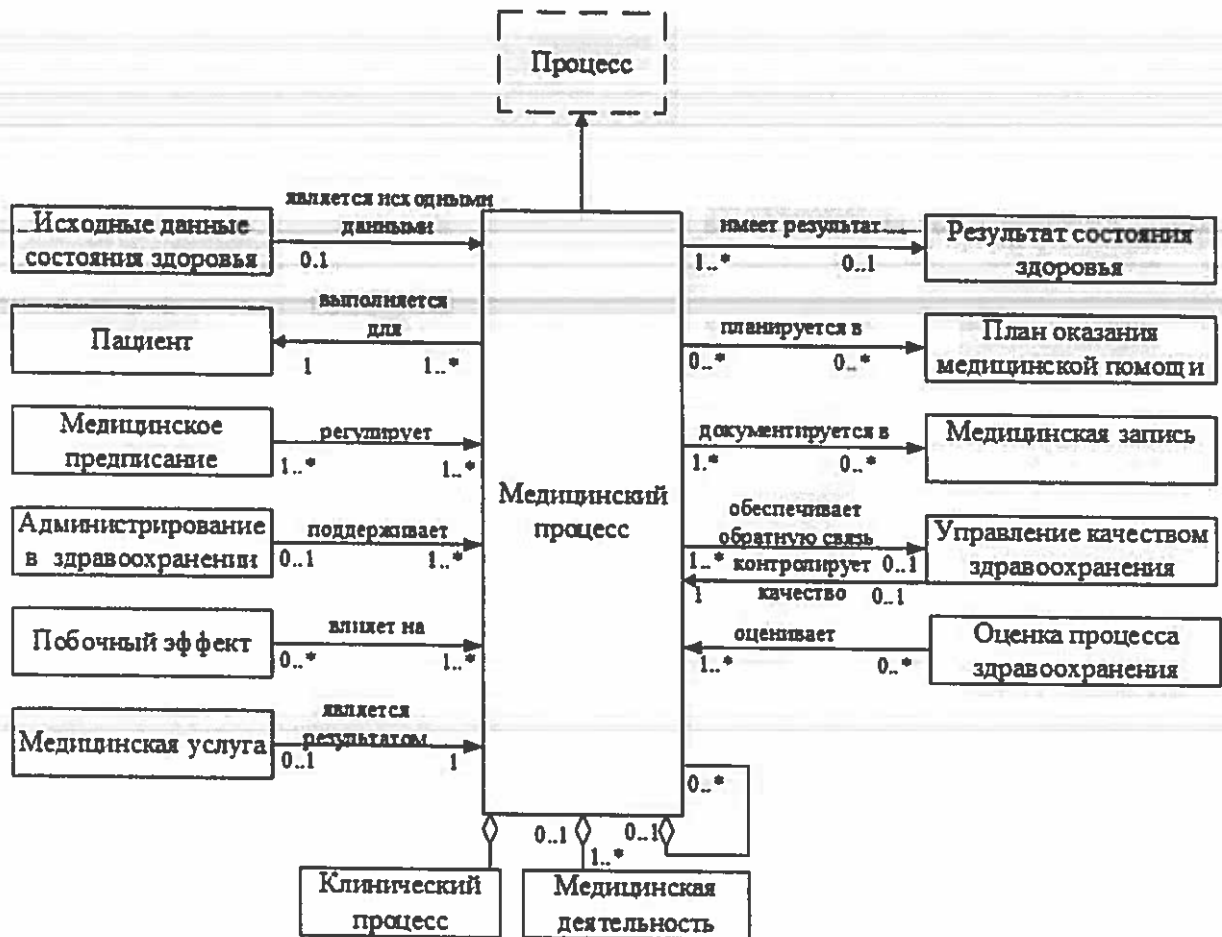 Процесс
является исходными
данными
Исходные данные
состояния здоровья
0.1
имеет результат
1..*
0..1
Результат состояния
здоровья
выполняется
для
Пациент
1
1..*
планируется в
0..*
0..*
План оказания
медицинской помощи
Медицинское
предписание
регулирует
1..*
1..*
документируется в
1.*
0..*
Медицинская запись
Медицинский
процесс
Администрирование
в здравоохранении
поддерживает
0..1
1..*
обеспечивает
обратную связь
1..*
0..1
контролирует
качество
1
0..1
Управление качеством
здравоохранения
Побочный эффект
влияет на
0..*
1..*
оценивает
1..*
0..*
Оценка процесса
здравоохранения
Медицинская услуга
является
результатом
0..1
1
0..*
0..1
0..1
1..*
Клинический
процесс
Медицинская
деятельность